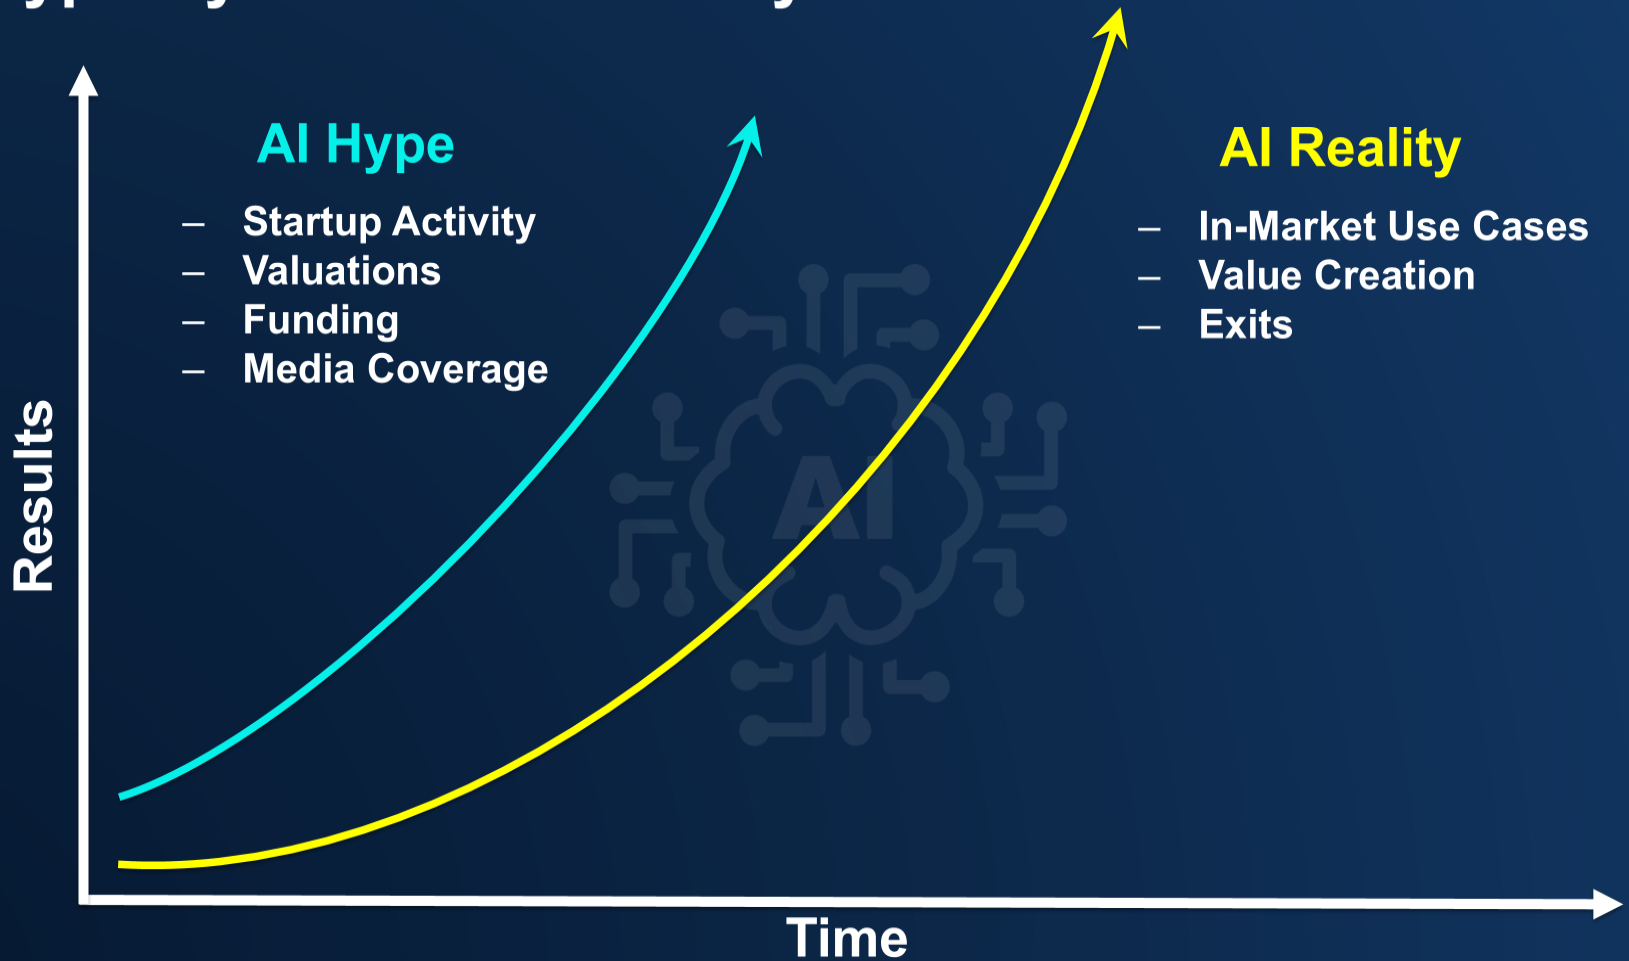 AI Hype
– Startup Activity
– Valuations
– Funding
– Media Coverage
AI Reality
– In-Market Use Cases
– Value Creation
– Exits
AI
Results
Time